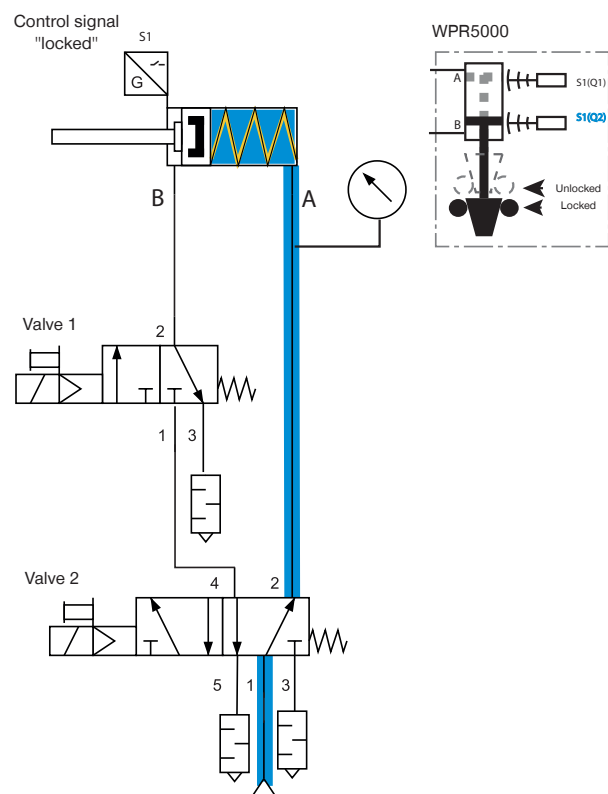 Control signal
"locked"
S1
G
WPR5000
A
S1(Q1)
B
S1(Q2)
Unlocked
Locked
B
A
Valve 1
2
1
3
Valve 2
4
2
5
1
3